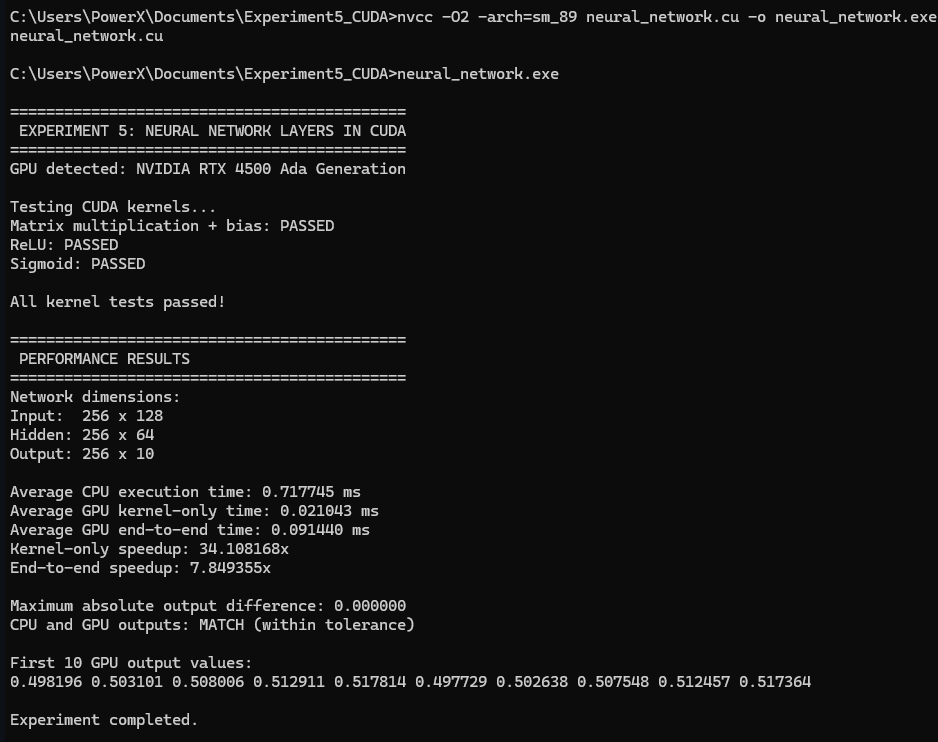 C:\Users\PowerX\Documents\Experiment5_CUDA>nvcc -O2 -arch=sm_89 neural_network.cu -o neural_network.exe
neural_network.cu
C:\Users\PowerX\Documents\Experiment5_CUDA>neural_network.exe
============================================
EXPERIMENT 5: NEURAL NETWORK LAYERS IN CUDA
============================================
GPU detected: NVIDIA RTX 4500 Ada Generation
Testing CUDA kernels...
Matrix multiplication + bias: PASSED
ReLU: PASSED
Sigmoid: PASSED
All kernel tests passed!
============================================
PERFORMANCE RESULTS
============================================
Network dimensions:
Input:  256 x 128
Hidden: 256 x 64
Output: 256 x 10
Average CPU execution time: 0.717745 ms
Average GPU kernel-only time: 0.021043 ms
Average GPU end-to-end time: 0.091440 ms
Kernel-only speedup: 34.108168x
End-to-end speedup: 7.849355x
Maximum absolute output difference: 0.000000
CPU and GPU outputs: MATCH (within tolerance)
First 10 GPU output values:
0.498196 0.503101 0.508006 0.512911 0.517814 0.497729 0.502638 0.507548 0.512457 0.517364
Experiment completed.